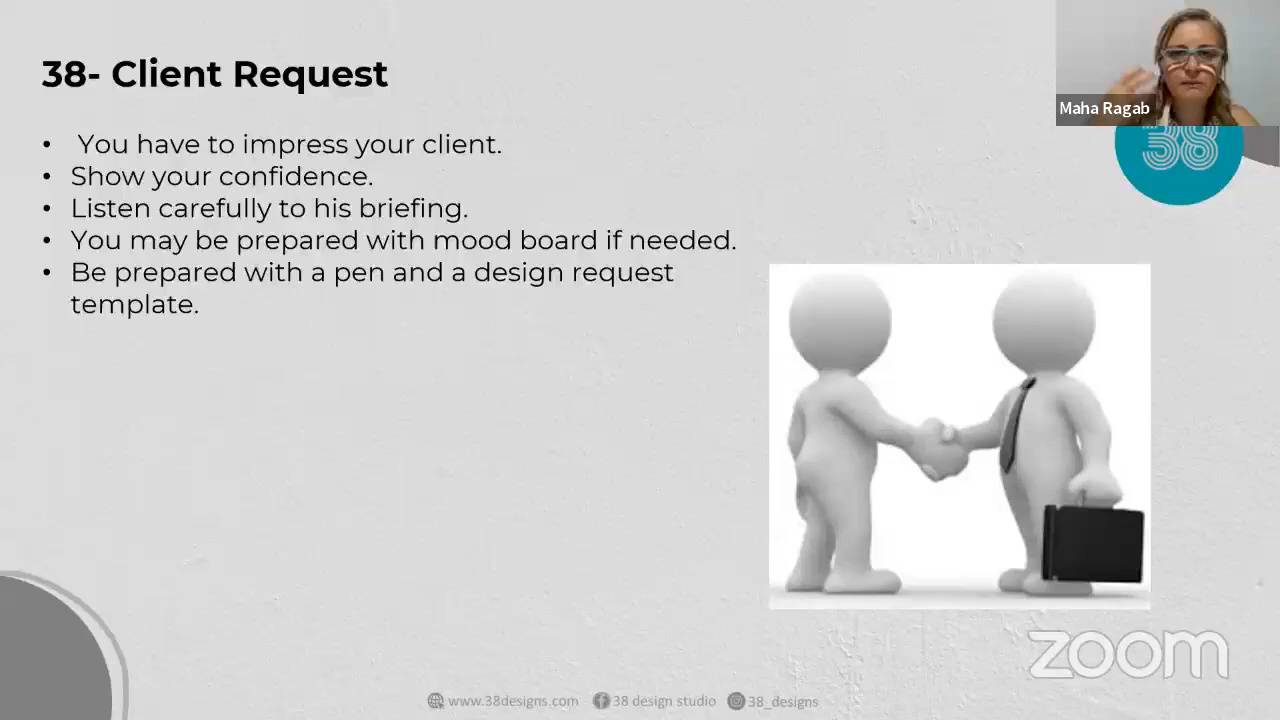 38- Client Request
Maha Ragab
38
• You have to impress your client.
• Show your confidence.
• Listen carefully to his briefing.
• You may be prepared with mood board if needed.
• Be prepared with a pen and a design request
template.
zoom
www.38designs.com 38 design studio 38_designs